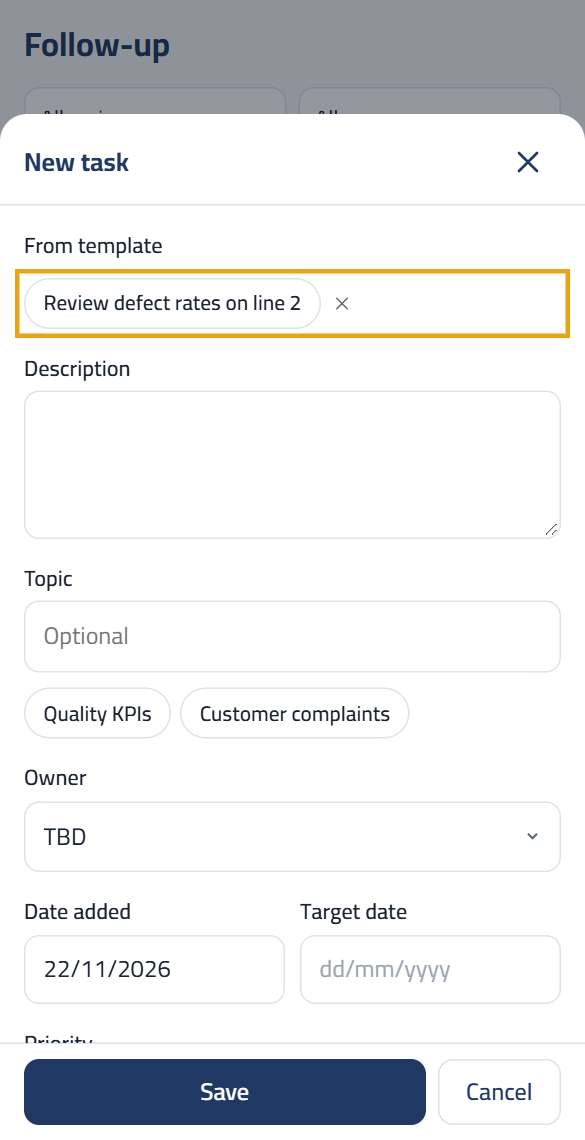 Follow-up
New task
From template
Review defect rates on line 2
Description
Topic
Optional
Quality KPIs Customer complaints
Owner
TBD
Date added Target date
22/11/2026 dd/mm/yyyy
Priority
Save Cancel